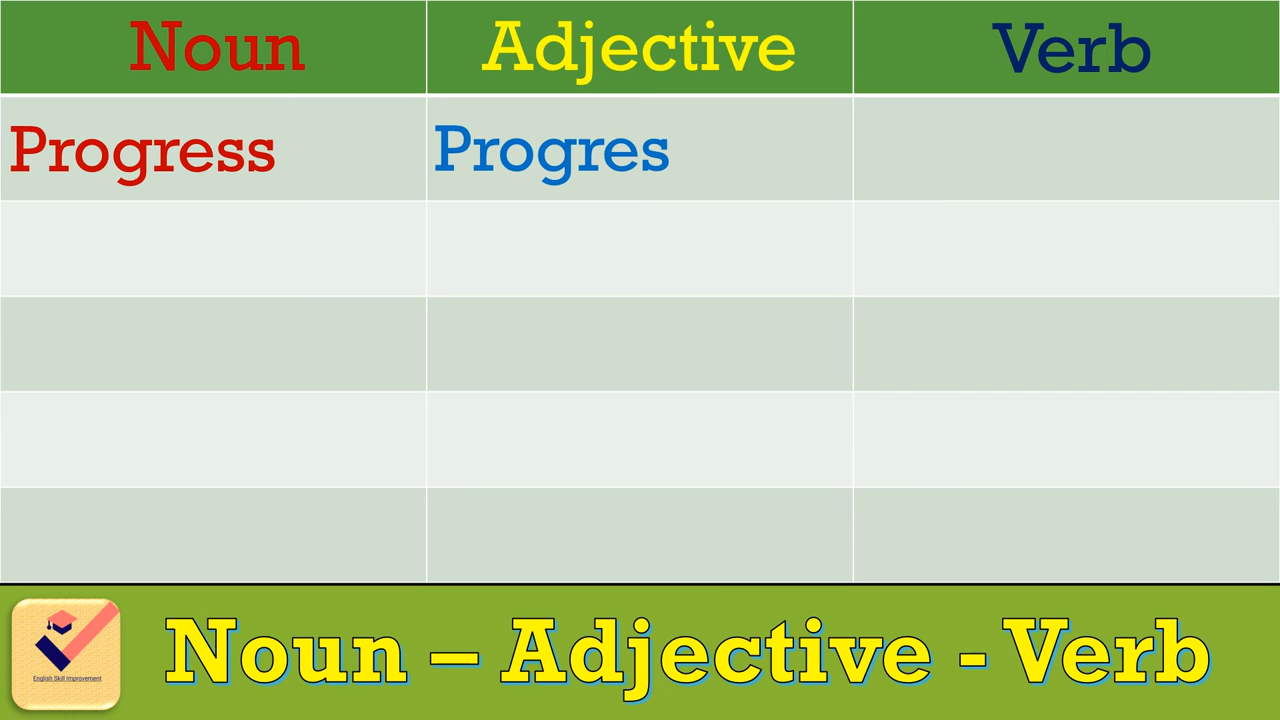 Noun Adjective Verb
Progress Progres
English Skill Improvement
Noun – Adjective - Verb